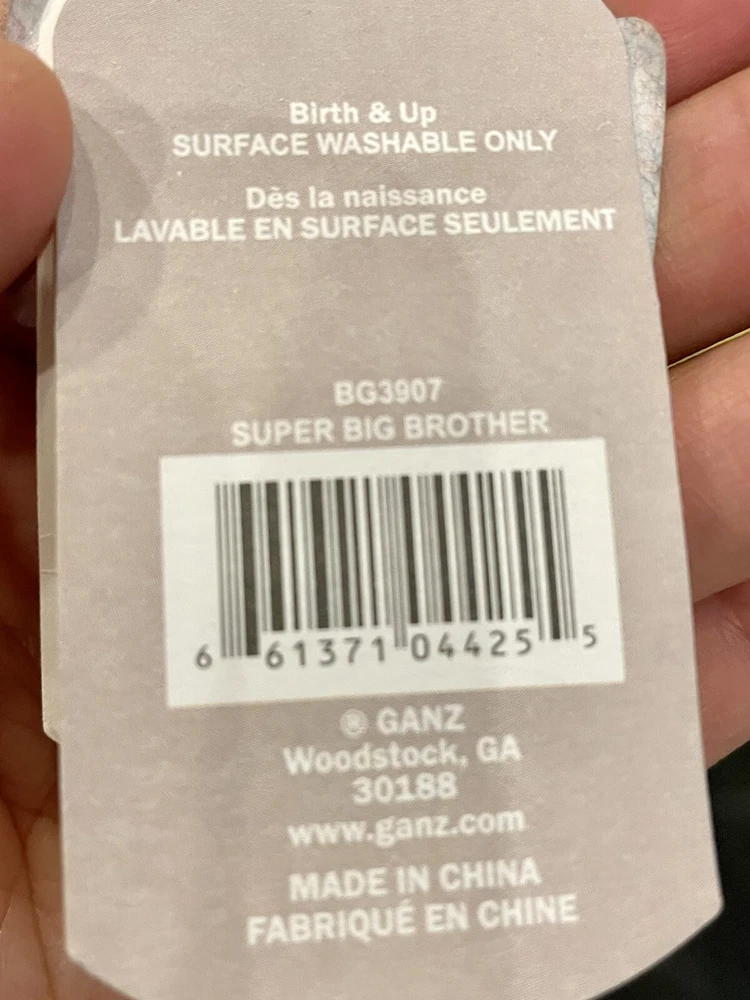 Birth & Up
SURFACE WASHABLE ONLY
Dès la naissance
LAVABLE EN SURFACE SEULEMENT
BG3907
SUPER BIG BROTHER
6 61371 04425 5
® GANZ
Woodstock, GA
30188
www.ganz.com
MADE IN CHINA
FABRIQUÉ EN CHINE